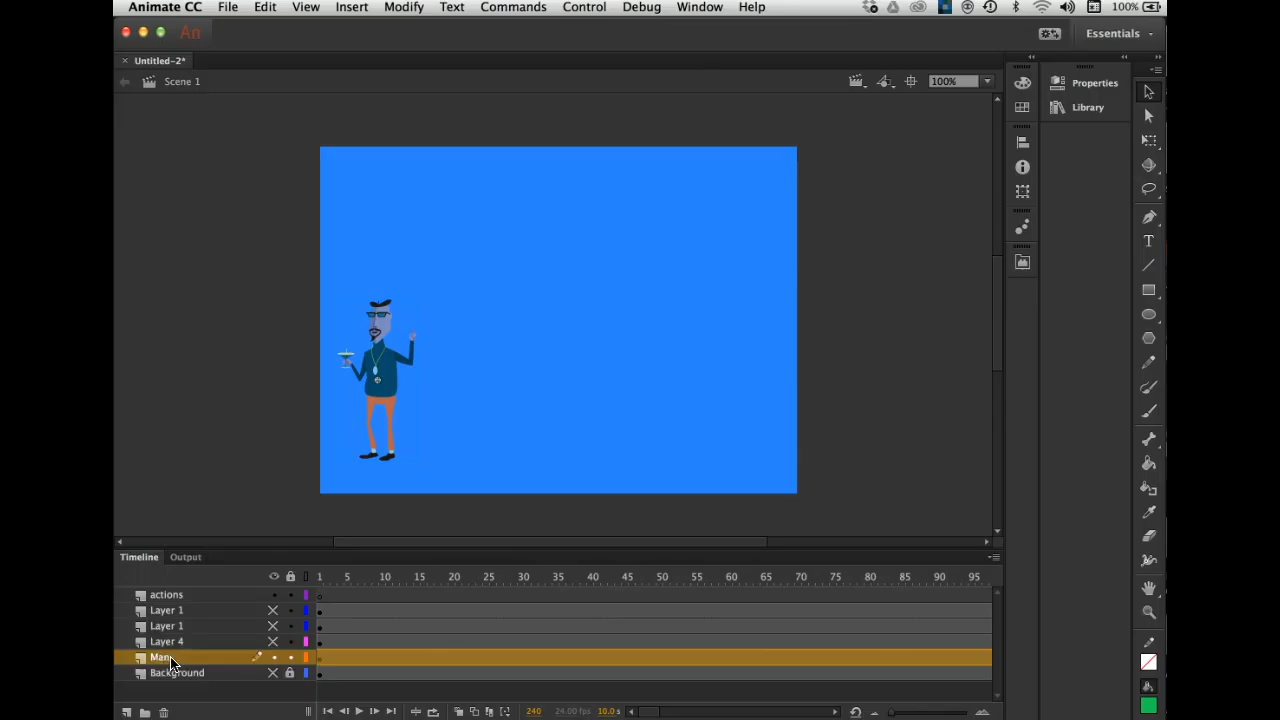 Animate CC File Edit View Insert Modify Text Commands Control Debug Window Help 100%
An Essentials
× Untitled-2*
Scene 1 100%
Properties
Library
Timeline Output
1 5 10 15 20 25 30 35 40 45 50 55 60 65 70 75 80 85 90 95
actions
Layer 1
Layer 1
Layer 4
Man
Background
240 24.00 fps 10.0 s